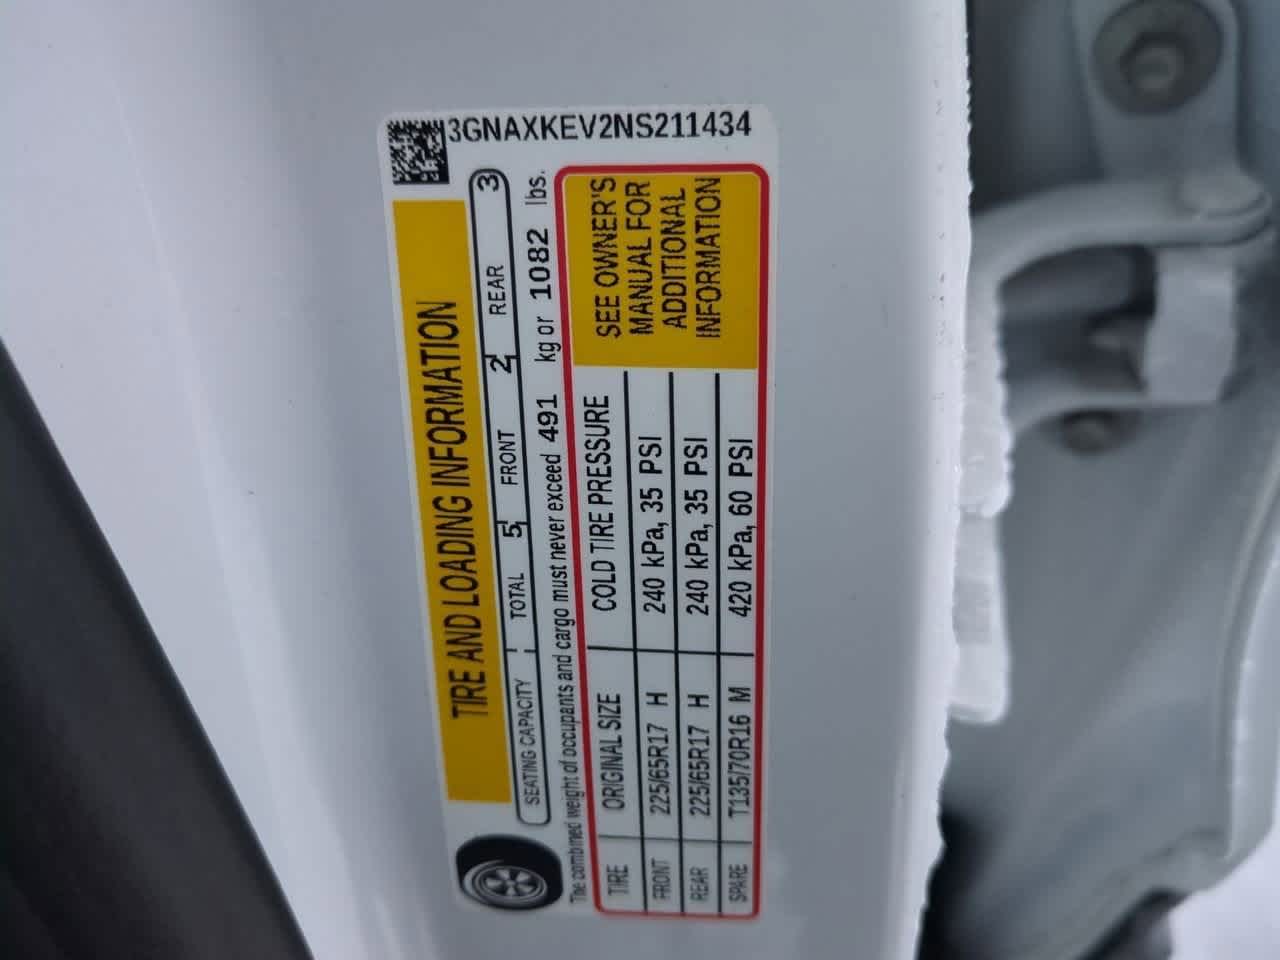 3GNAXKEV2NS211434
TIRE AND LOADING INFORMATION
SEATING CAPACITY TOTAL 5 FRONT 2 REAR 3
The combined weight of occupants and cargo must never exceed 491 kg or 1082 lbs.
TIRE ORIGINAL SIZE COLD TIRE PRESSURE
FRONT 225/65R17 H 240 kPa, 35 PSI
REAR 225/65R17 H 240 kPa, 35 PSI
SPARE T135/70R16 M 420 kPa, 60 PSI
SEE OWNER'S
MANUAL FOR
ADDITIONAL
INFORMATION